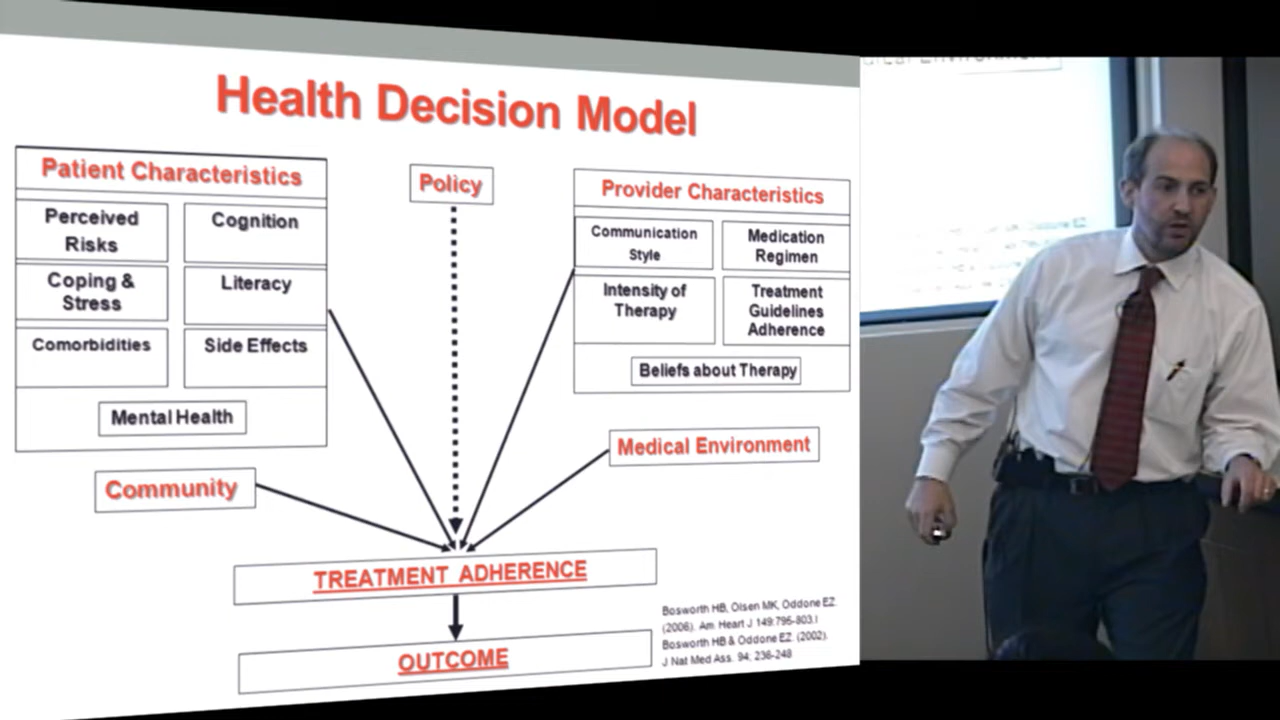 Health Decision Model
Patient Characteristics
Perceived
Risks
Cognition
Coping &
Stress
Literacy
Comorbidities
Side Effects
Mental Health
Policy
Provider Characteristics
Communication
Style
Medication
Regimen
Intensity of
Therapy
Treatment
Guidelines
Adherence
Beliefs about Therapy
Medical Environment
Community
TREATMENT ADHERENCE
OUTCOME
Bosworth HB, Olsen MK, Oddone EZ.
(2006). Am. Heart J 149:795-803.I
Bosworth HB & Oddone EZ. (2002).
J Nat Med Ass. 94, 236-248